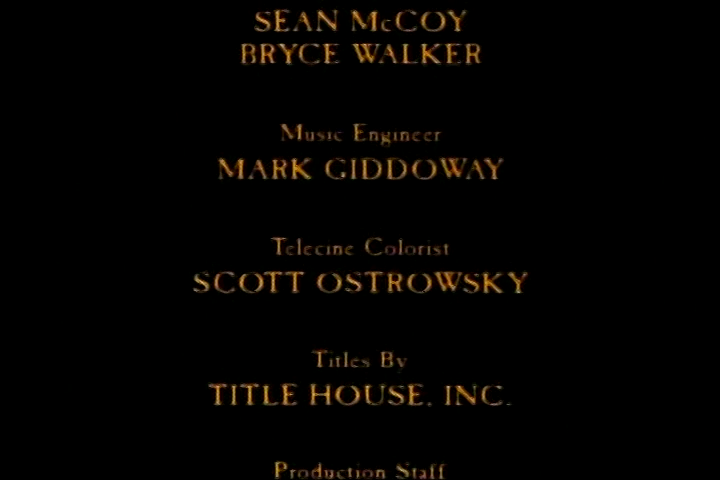 SEAN McCOY
BRYCE WALKER
Music Engineer
MARK GIDDOWAY
Telecine Colorist
SCOTT OSTROWSKY
Titles By
TITLE HOUSE, INC.
Production Staff